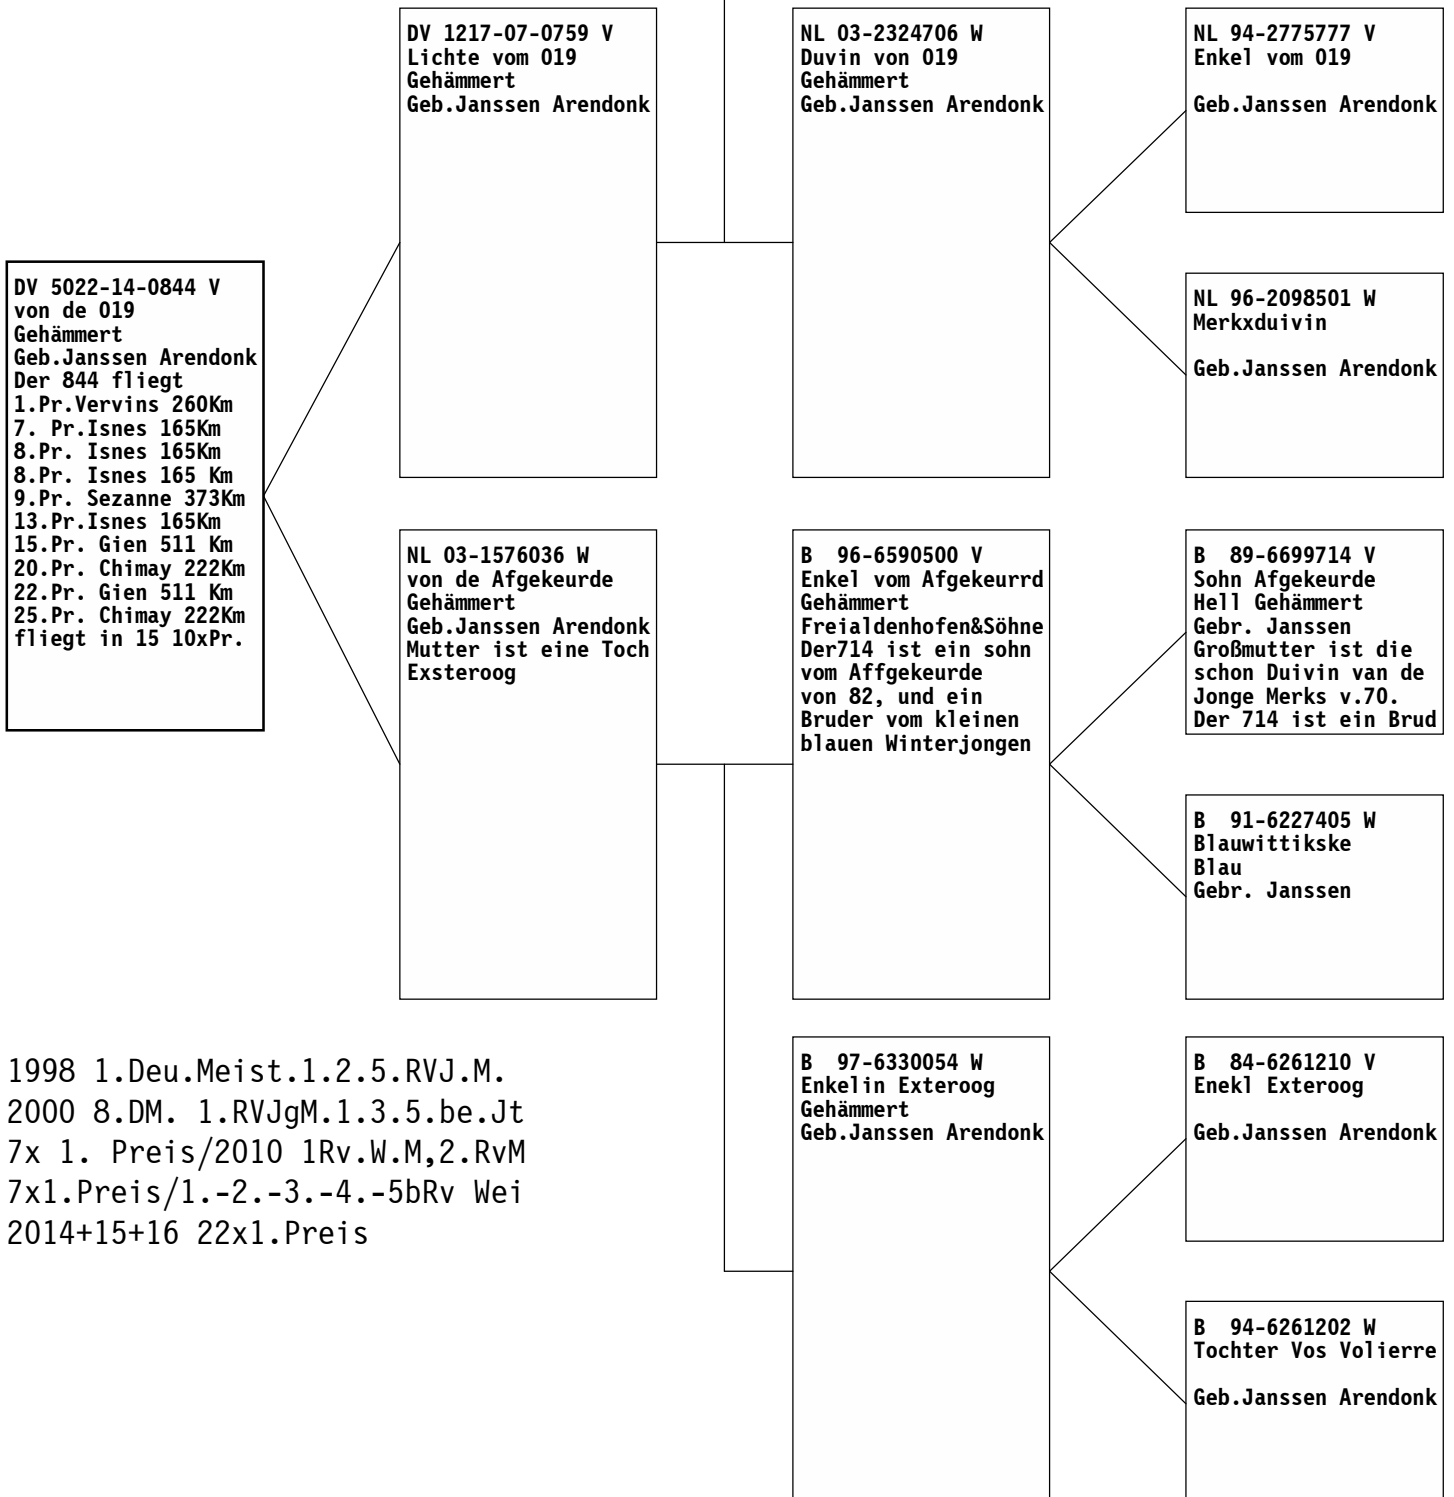 DV 5022-14-0844 V
von de 019
Gehämmert
Geb.Janssen Arendonk
Der 844 fliegt
1.Pr.Vervins 260Km
7. Pr.Isnes 165Km
8.Pr. Isnes 165Km
8.Pr. Isnes 165 Km
9.Pr. Sezanne 373Km
13.Pr.Isnes 165Km
15.Pr. Gien 511 Km
20.Pr. Chimay 222Km
22.Pr. Gien 511 Km
25.Pr. Chimay 222Km
fliegt in 15 10xPr.
DV 1217-07-0759 V
Lichte vom 019
Gehämmert
Geb.Janssen Arendonk
NL 03-1576036 W
von de Afgekeurde
Gehämmert
Geb.Janssen Arendonk
Mutter ist eine Toch
Exsteroog
NL 03-2324706 W
Duvin von 019
Gehämmert
Geb.Janssen Arendonk
B  96-6590500 V
Enkel vom Afgekeurrd
Gehämmert
Freialdenhofen&Söhne
Der714 ist ein sohn
vom Affgekeurde
von 82, und ein
Bruder vom kleinen
blauen Winterjongen
B  97-6330054 W
Enkelin Exteroog
Gehämmert
Geb.Janssen Arendonk
NL 94-2775777 V
Enkel vom 019
Geb.Janssen Arendonk
NL 96-2098501 W
Merkxduivin
Geb.Janssen Arendonk
B  89-6699714 V
Sohn Afgekeurde
Hell Gehämmert
Gebr. Janssen
Großmutter ist die
schon Duivin van de
Jonge Merks v.70.
Der 714 ist ein Brud
B  91-6227405 W
Blauwittikske
Blau
Gebr. Janssen
B  84-6261210 V
Enekl Exteroog
Geb.Janssen Arendonk
B  94-6261202 W
Tochter Vos Volierre
Geb.Janssen Arendonk
1998 1.Deu.Meist.1.2.5.RVJ.M.
2000 8.DM. 1.RVJgM.1.3.5.be.Jt
7x 1. Preis/2010 1Rv.W.M,2.RvM
7x1.Preis/1.-2.-3.-4.-5bRv Wei
2014+15+16 22x1.Preis